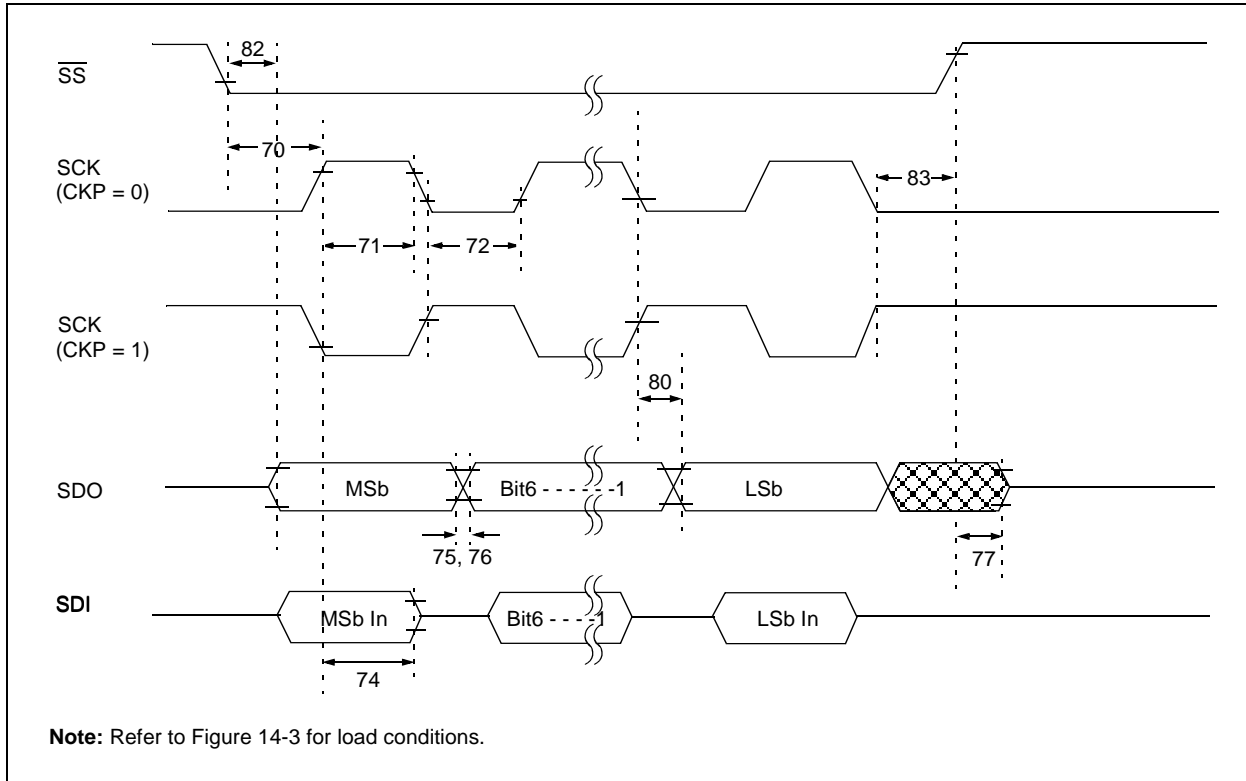 82
SS
70
SCK
(CKP = 0)
83
71
72
SCK
(CKP = 1)
80
SDO
MSb
Bit6 - - - - - -1
LSb
75, 76
77
SDI
MSb In
Bit6 - - - -1
LSb In
74
Note: Refer to Figure 14-3 for load conditions.